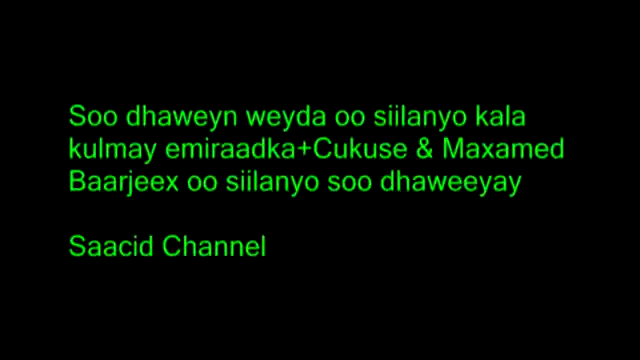 Soo dhaweyn weyda oo siilanyo kala
kulmay emiraadka+Cukuse & Maxamed
Baarjeex oo siilanyo soo dhaweeyay
Saacid Channel